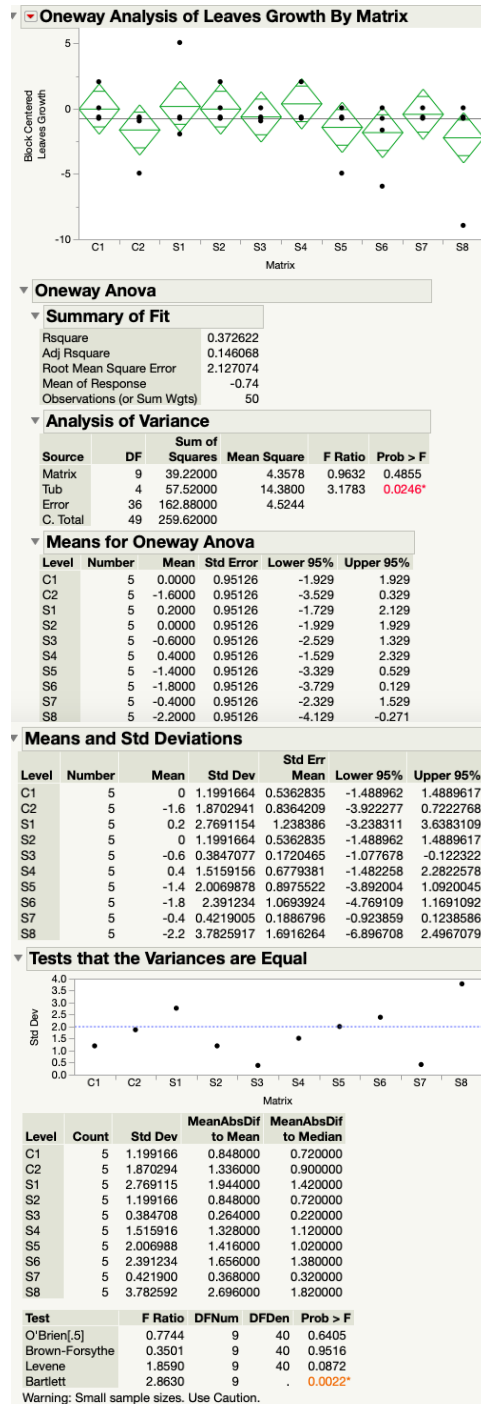 Oneway Analysis of Leaves Growth By Matrix
5
0
-5
-10
Block Centered
Leaves Growth
C1 C2 S1 S2 S3 S4 S5 S6 S7 S8
Matrix
Oneway Anova
Summary of Fit
Rsquare 0.372622
Adj Rsquare 0.146068
Root Mean Square Error 2.127074
Mean of Response -0.74
Observations (or Sum Wgts) 50
Analysis of Variance
Sum of
Source DF Squares Mean Square F Ratio Prob > F
Matrix 9 39.22000 4.3578 0.9632 0.4855
Tub 4 57.52000 14.3800 3.1783 0.0246*
Error 36 162.88000 4.5244
C. Total 49 259.62000
Means for Oneway Anova
Level Number Mean Std Error Lower 95% Upper 95%
C1 5 0.0000 0.95126 -1.929 1.929
C2 5 -1.6000 0.95126 -3.529 0.329
S1 5 0.2000 0.95126 -1.729 2.129
S2 5 0.0000 0.95126 -1.929 1.929
S3 5 -0.6000 0.95126 -2.529 1.329
S4 5 0.4000 0.95126 -1.529 2.329
S5 5 -1.4000 0.95126 -3.329 0.529
S6 5 -1.8000 0.95126 -3.729 0.129
S7 5 -0.4000 0.95126 -2.329 1.529
S8 5 -2.2000 0.95126 -4.129 -0.271
Means and Std Deviations
Std Err
Level Number Mean Std Dev Mean Lower 95% Upper 95%
C1 5 0 1.1991664 0.5362835 -1.488962 1.4889617
C2 5 -1.6 1.8702941 0.8364209 -3.922277 0.7222768
S1 5 0.2 2.7691154 1.238386 -3.238311 3.6383109
S2 5 0 1.1991664 0.5362835 -1.488962 1.4889617
S3 5 -0.6 0.3847077 0.1720465 -1.077678 -0.122322
S4 5 0.4 1.5159156 0.6779381 -1.482258 2.2822578
S5 5 -1.4 2.0069878 0.8975522 -3.892004 1.0920045
S6 5 -1.8 2.391234 1.0693924 -4.769109 1.1691092
S7 5 -0.4 0.4219005 0.1886796 -0.923859 0.1238586
S8 5 -2.2 3.7825917 1.6916264 -6.896708 2.4967079
Tests that the Variances are Equal
4.0
3.5
3.0
2.5
2.0
1.5
1.0
0.5
0.0
Std Dev
C1 C2 S1 S2 S3 S4 S5 S6 S7 S8
Matrix
MeanAbsDif MeanAbsDif
Level Count Std Dev to Mean to Median
C1 5 1.199166 0.848000 0.720000
C2 5 1.870294 1.336000 0.900000
S1 5 2.769115 1.944000 1.420000
S2 5 1.199166 0.848000 0.720000
S3 5 0.384708 0.264000 0.220000
S4 5 1.515916 1.328000 1.120000
S5 5 2.006988 1.416000 1.020000
S6 5 2.391234 1.656000 1.380000
S7 5 0.421900 0.368000 0.320000
S8 5 3.782592 2.696000 1.820000
Test F Ratio DFNum DFDen Prob > F
O'Brien[.5] 0.7744 9 40 0.6405
Brown-Forsythe 0.3501 9 40 0.9516
Levene 1.8590 9 40 0.0872
Bartlett 2.8630 9 . 0.0022*
Warning: Small sample sizes. Use Caution.